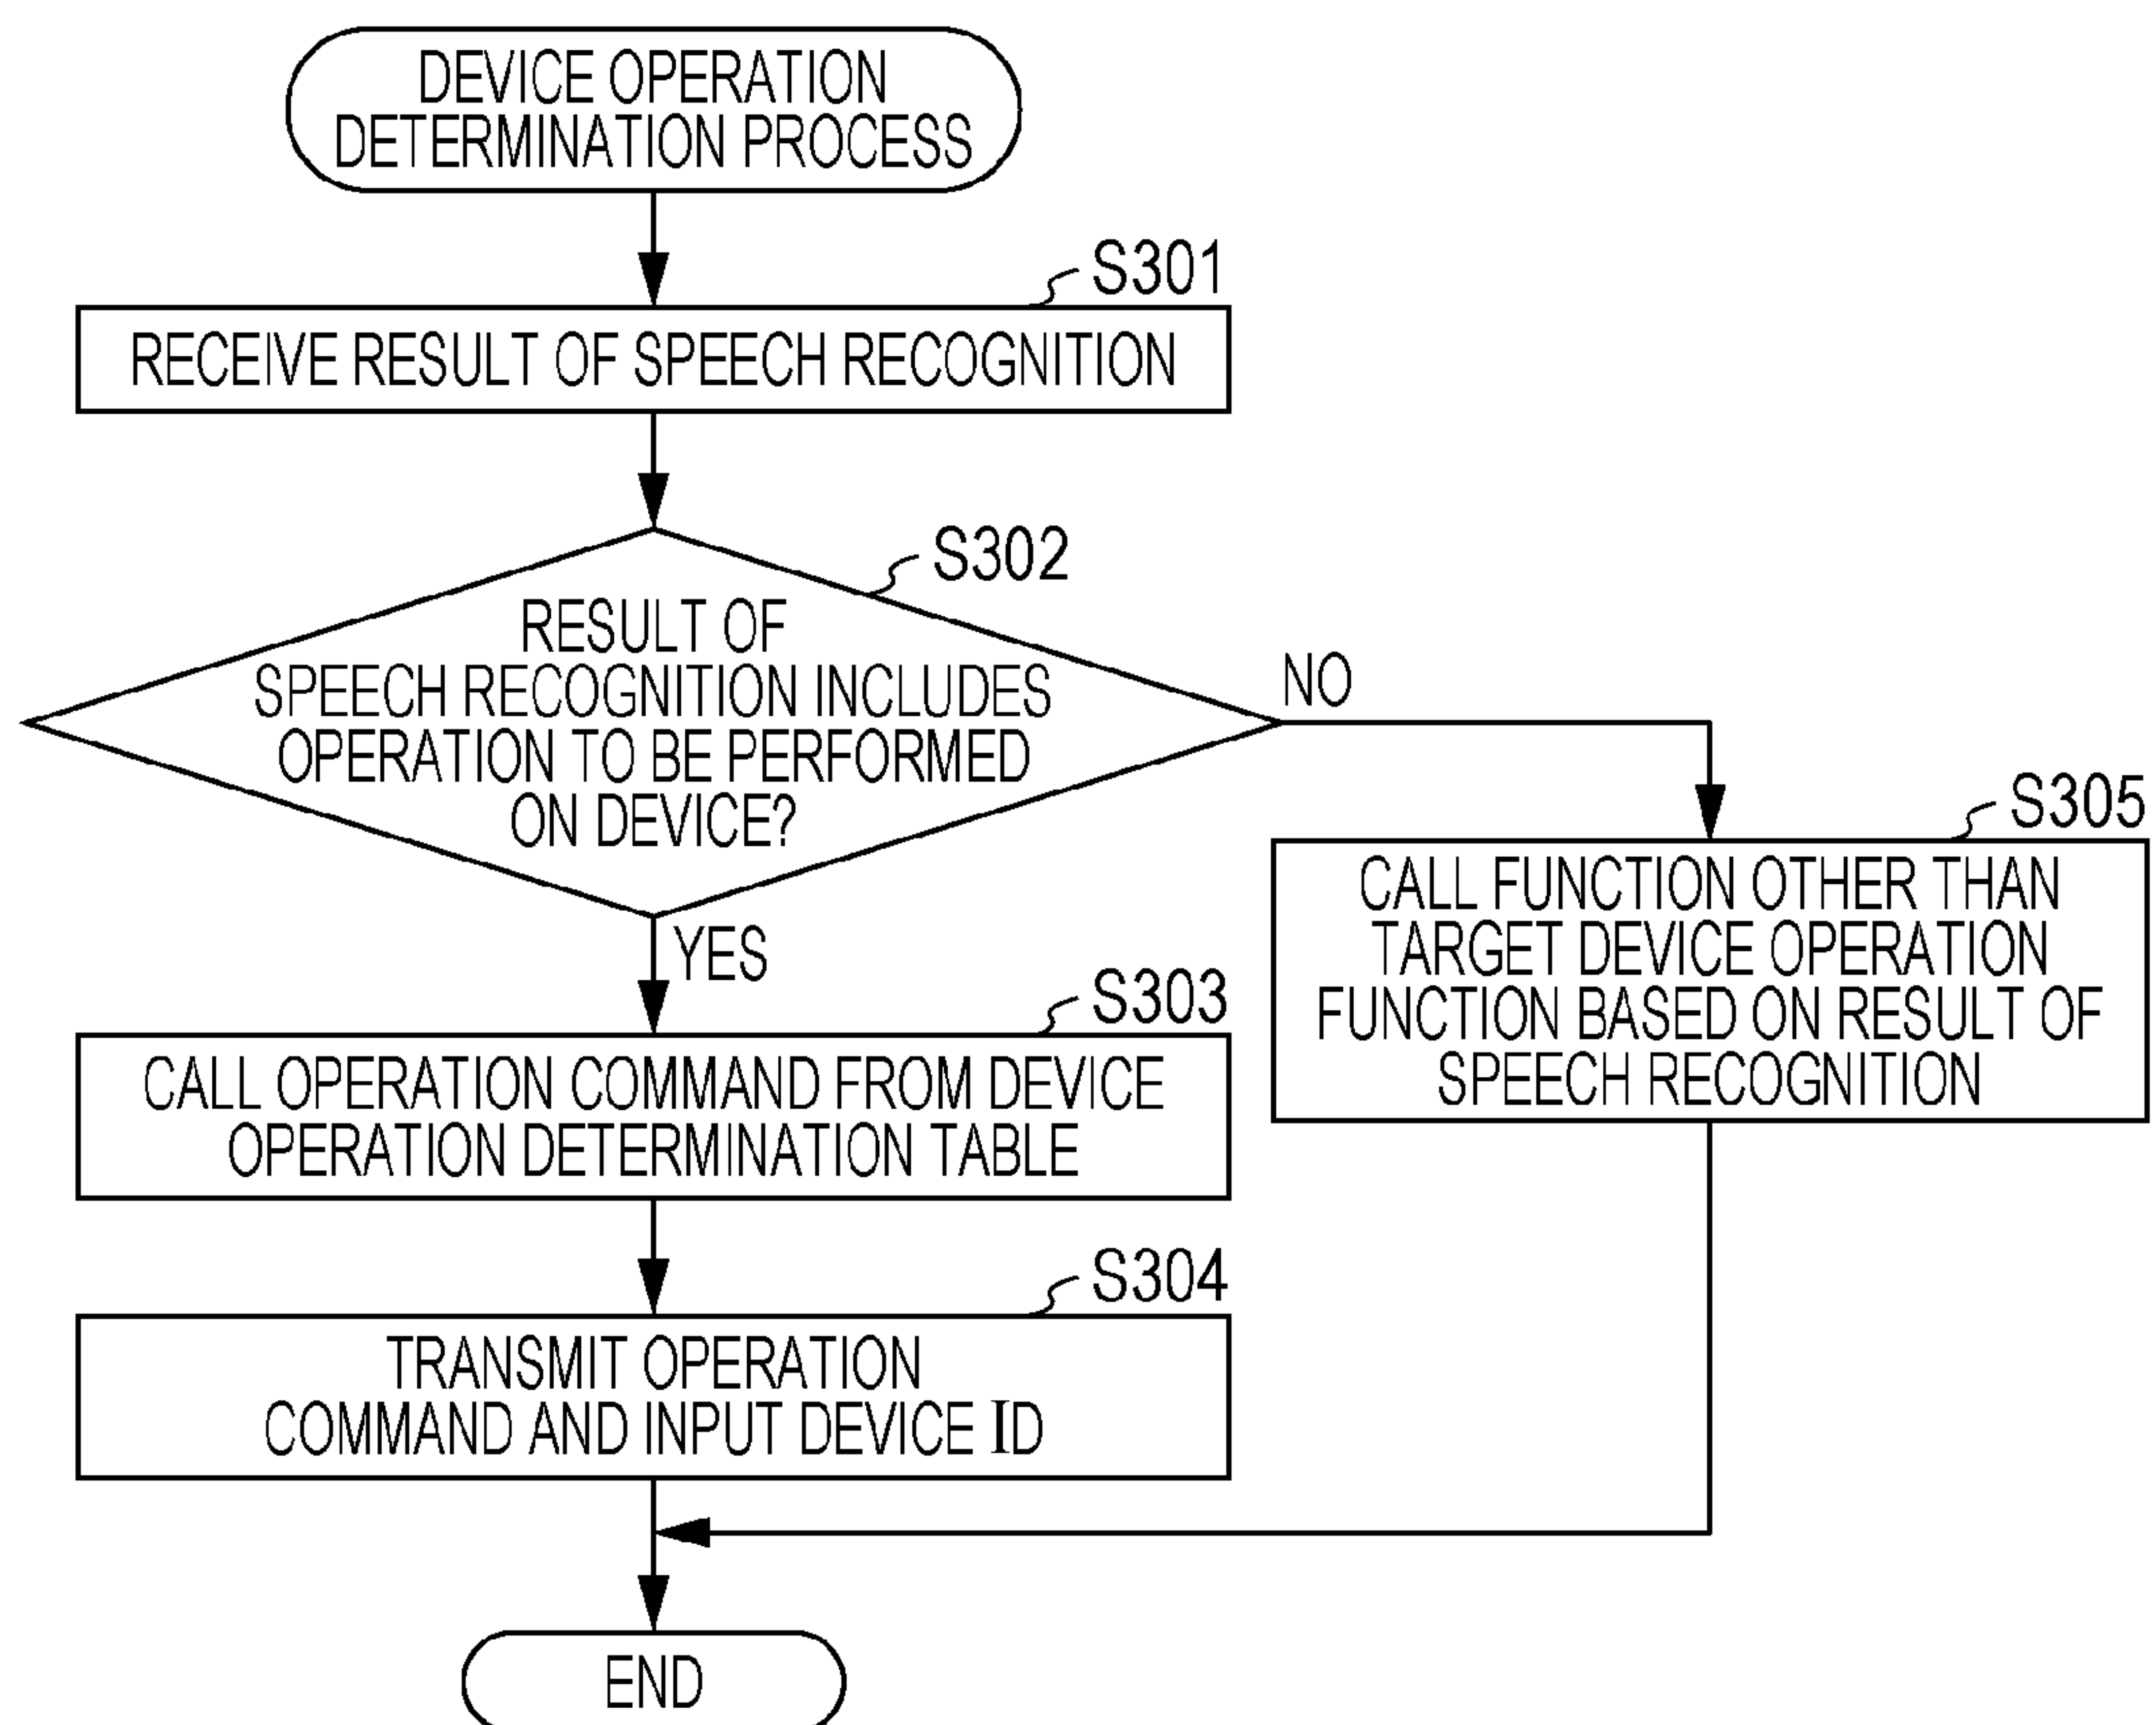 DEVICE OPERATION
DETERMINATION PROCESS
S301
RECEIVE RESULT OF SPEECH RECOGNITION
S302
RESULT OF
SPEECH RECOGNITION INCLUDES
OPERATION TO BE PERFORMED
ON DEVICE?
NO
YES
S305
CALL FUNCTION OTHER THAN
TARGET DEVICE OPERATION
FUNCTION BASED ON RESULT OF
SPEECH RECOGNITION
S303
CALL OPERATION COMMAND FROM DEVICE
OPERATION DETERMINATION TABLE
S304
TRANSMIT OPERATION
COMMAND AND INPUT DEVICE ID
END